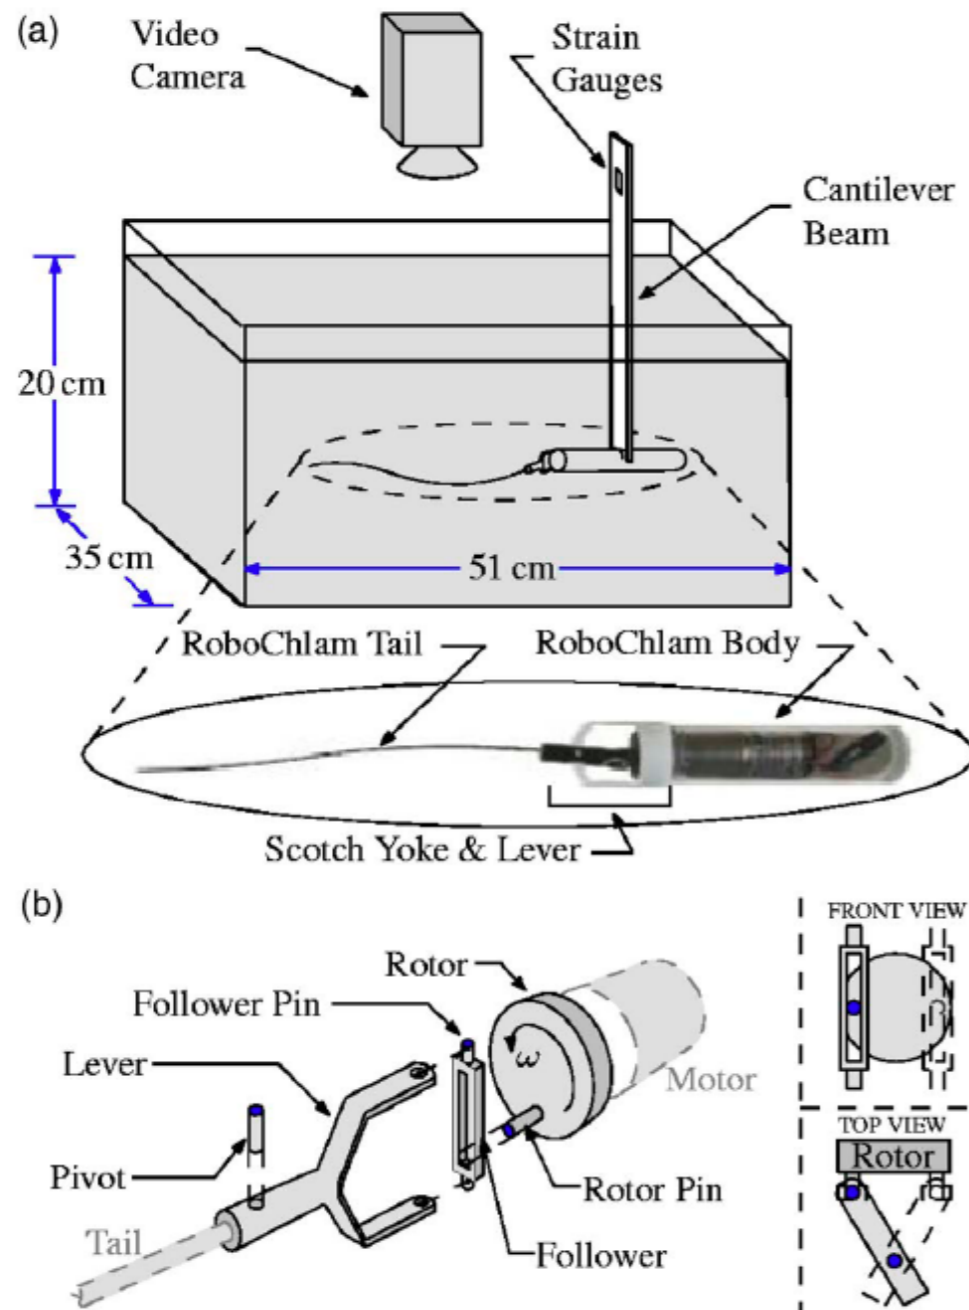 (a)
Video
Camera
Strain
Gauges
Cantilever
Beam
20 cm
35 cm
51 cm
RoboChlam Tail
RoboChlam Body
Scotch Yoke & Lever
(b)
Rotor
Follower Pin
Lever
ω
Motor
Pivot
Rotor Pin
Tail
Follower
FRONT VIEW
TOP VIEW
Rotor